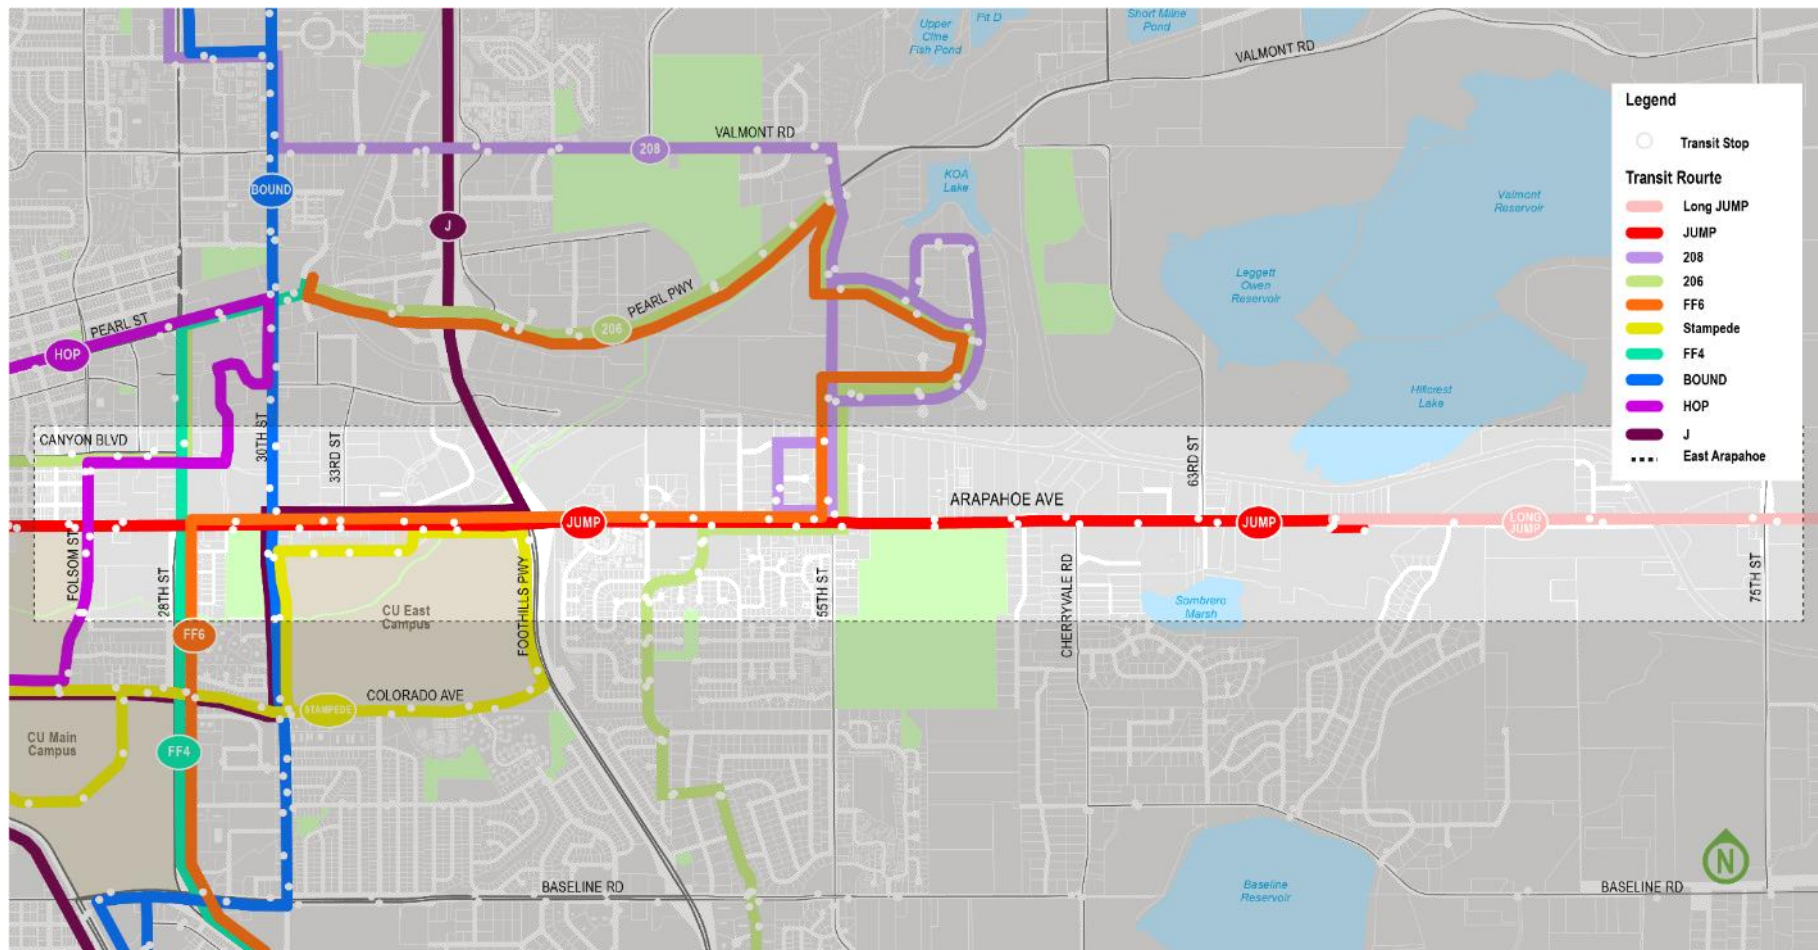 Upper
Cline
Fish Pond
Pit D
Short Milne
Pond
VALMONT RD
Legend
Transit Stop
Transit Rourte
Long JUMP
JUMP
208
206
FF6
Stampede
FF4
BOUND
HOP
J
East Arapahoe
VALMONT RD
208
BOUND
J
KOA
Lake
Valmont
Reservoir
Leggett
Owen
Reservoir
Hillcrest
Lake
PEARL ST
HOP
PEARL PWY
206
CANYON BLVD
30TH ST
33RD ST
63RD ST
ARAPAHOE AVE
JUMP
JUMP
LONG
JUMP
FOLSOM ST
28TH ST
FOOTHILLS PWY
55TH ST
CHERRYVALE RD
75TH ST
CU East
Campus
Sombrero
Marsh
FF6
COLORADO AVE
STAMPEDE
CU Main
Campus
FF4
BASELINE RD
Baseline
Reservoir
BASELINE RD
N